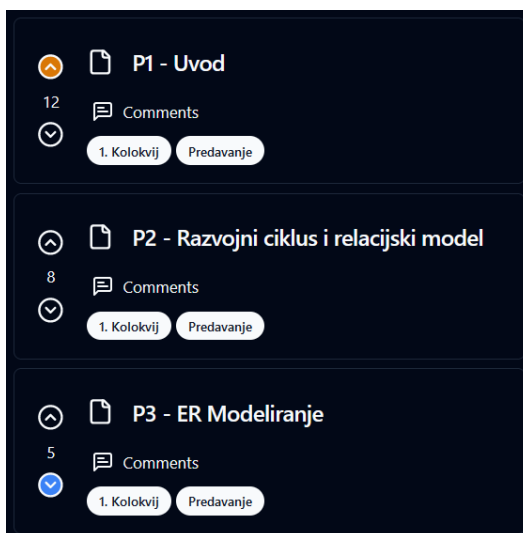 P1 - Uvod
12
Comments
1. Kolokvij Predavanje
P2 - Razvojni ciklus i relacijski model
8
Comments
1. Kolokvij Predavanje
P3 - ER Modeliranje
5
Comments
1. Kolokvij Predavanje